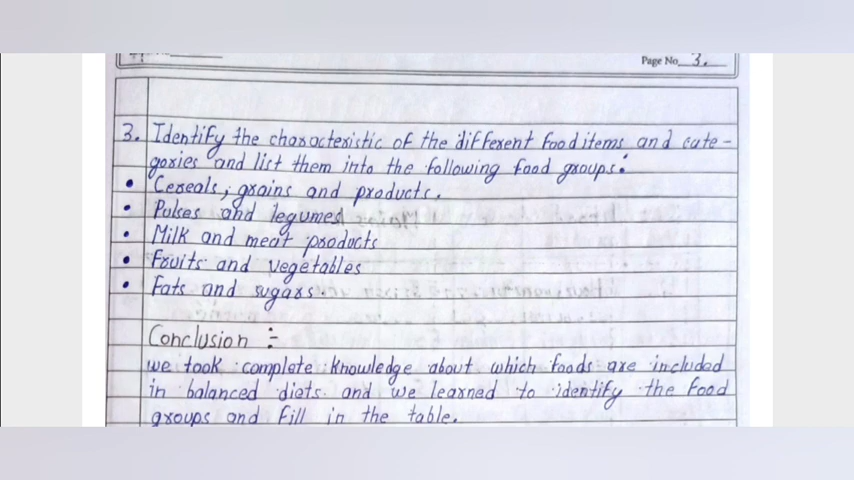 Page No 3.
3. Identify the characteristic of the different food items and cate-
gories and list them into the following food groups:
• Cereals, grains and products.
• Pulses and legumes
• Milk and meat products
• Fruits and vegetables
• Fats and sugars.
Conclusion :-
we took complete knowledge about which foods are included
in balanced diets and we learned to identify the food
groups and fill in the table.